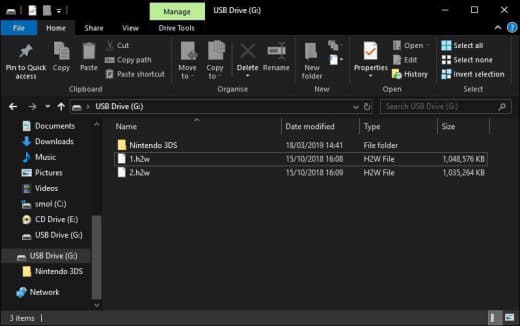 Manage
USB Drive (G:)
File
Home
Share
View
Drive Tools
Pin to Quick access
Copy
Paste
Cut
Copy path
Paste shortcut
Clipboard
Move to
Copy to
Delete
Rename
Organise
New folder
New
Properties
Open
Edit
History
Open
Select all
Select none
Invert selection
Select
USB Drive (G:)
Search USB Drive (G:)
Documents
Downloads
Music
Pictures
Videos
smol (C:)
CD Drive (E:)
USB Drive (G:)
USB Drive (G:)
Nintendo 3DS
Network
Name Date modified Type Size
Nintendo 3DS 18/03/2019 14:41 File folder
1.h2w 15/10/2018 16:08 H2W File 1,048,576 KB
2.h2w 15/10/2018 16:09 H2W File 1,035,264 KB
3 items